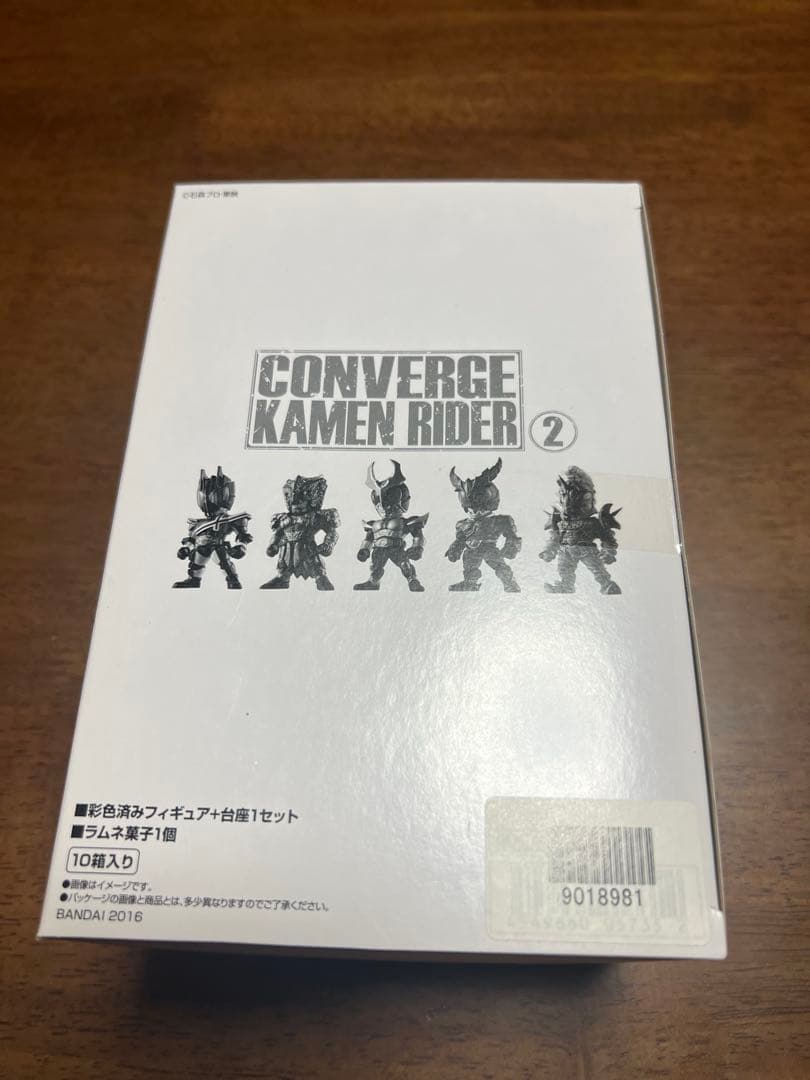 ©石森プロ・東映
CONVERGE
KAMEN RIDER ②
■彩色済みフィギュア+台座1セット
■ラムネ菓子1個
10箱入り
●画像はイメージです。
●パッケージの画像と商品とは、多少異なりますのでご了承ください。
BANDAI 2016
9018981